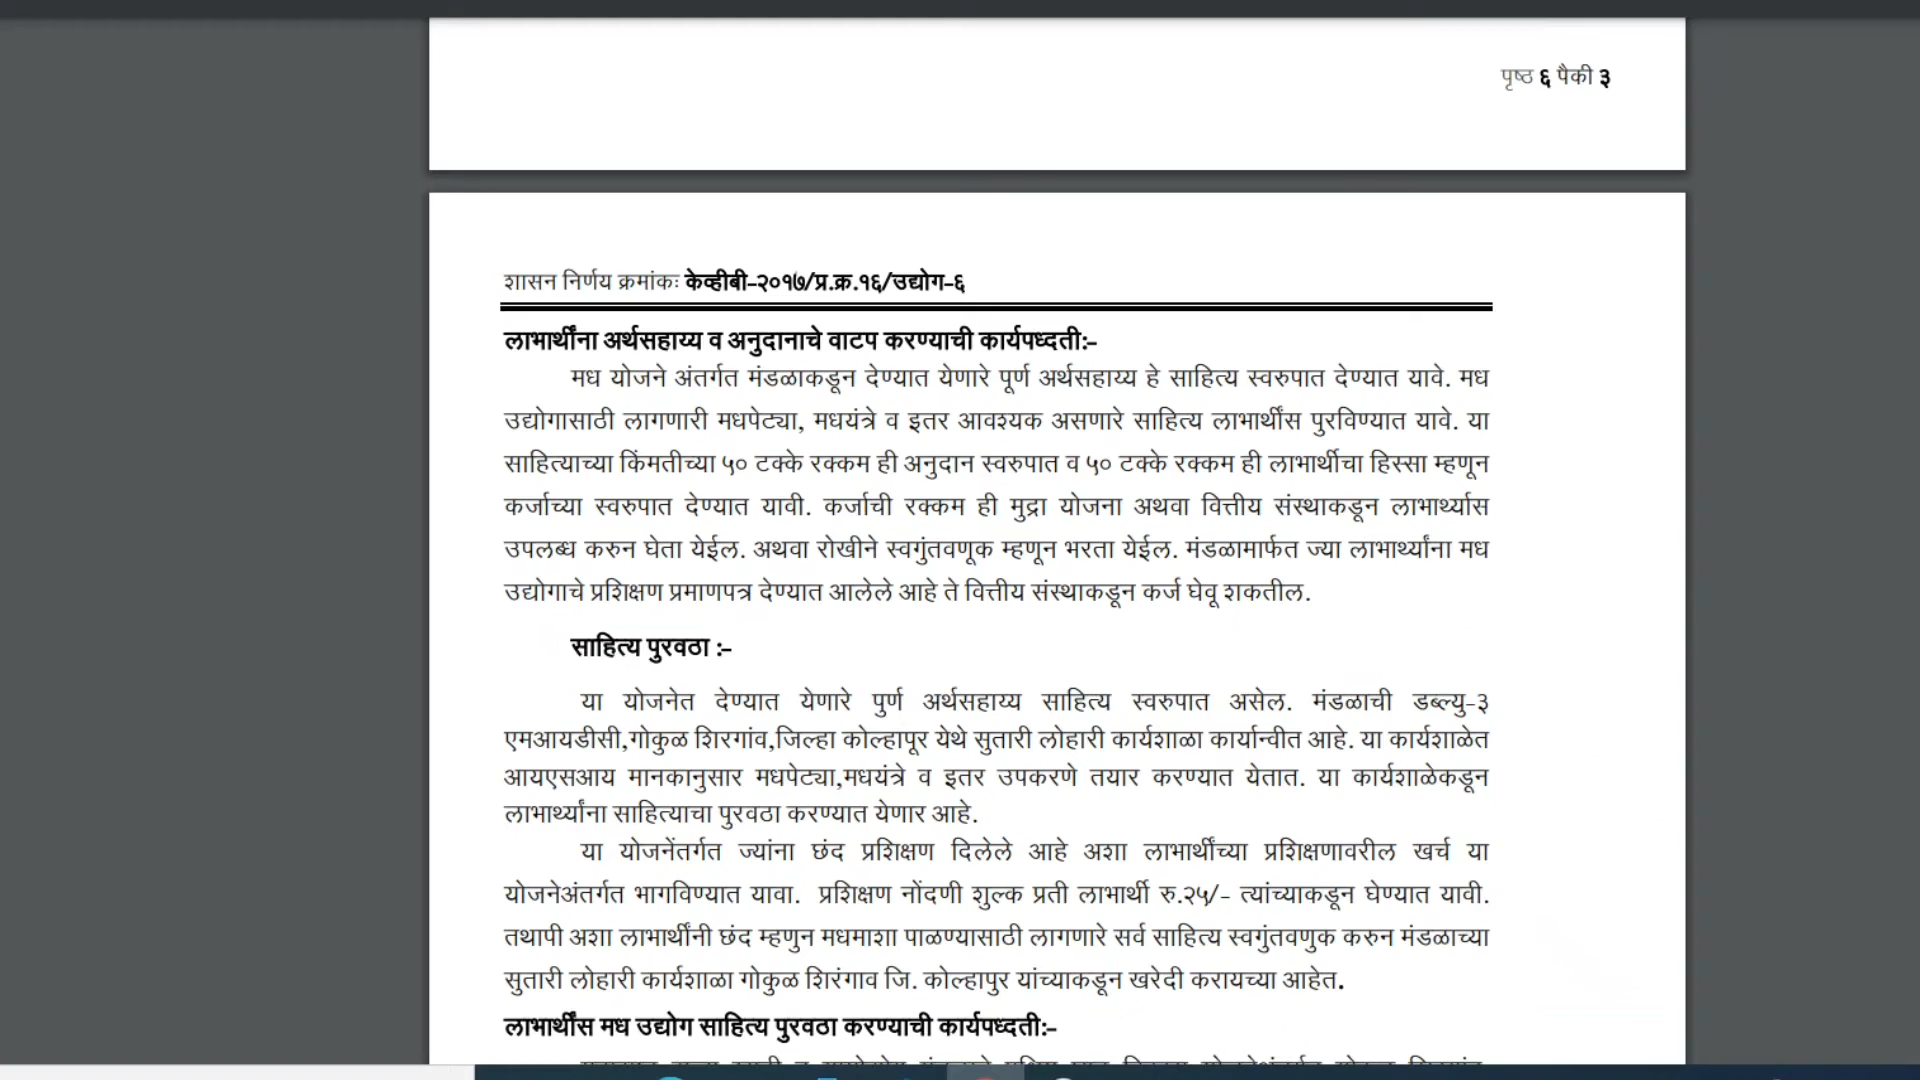 पृष्ठ ६ पैकी ३
शासन निर्णय क्रमांकः केव्हीबी-२०१७/प्र.क्र.१६/उद्योग-६
लाभार्थींना अर्थसहाय्य व अनुदानाचे वाटप करण्याची कार्यपध्दती:-
मध योजने अंतर्गत मंडळाकडून देण्यात येणारे पूर्ण अर्थसहाय्य हे साहित्य स्वरुपात देण्यात यावे. मध
उद्योगासाठी लागणारी मधपेट्या, मधयंत्रे व इतर आवश्यक असणारे साहित्य लाभार्थींस पुरविण्यात यावे. या
साहित्याच्या किंमतीच्या ५० टक्के रक्कम ही अनुदान स्वरुपात व ५० टक्के रक्कम ही लाभार्थीचा हिस्सा म्हणून
कर्जाच्या स्वरुपात देण्यात यावी. कर्जाची रक्कम ही मुद्रा योजना अथवा वित्तीय संस्थाकडून लाभार्थ्यास
उपलब्ध करुन घेता येईल. अथवा रोखीने स्वगुंतवणूक म्हणून भरता येईल. मंडळामार्फत ज्या लाभार्थ्यांना मध
उद्योगाचे प्रशिक्षण प्रमाणपत्र देण्यात आलेले आहे ते वित्तीय संस्थाकडून कर्ज घेवू शकतील.
साहित्य पुरवठा :-
या योजनेत देण्यात येणारे पुर्ण अर्थसहाय्य साहित्य स्वरुपात असेल. मंडळाची डब्ल्यु-३
एमआयडीसी,गोकुळ शिरगांव,जिल्हा कोल्हापूर येथे सुतारी लोहारी कार्यशाळा कार्यान्वीत आहे. या कार्यशाळेत
आयएसआय मानकानुसार मधपेट्या,मधयंत्रे व इतर उपकरणे तयार करण्यात येतात. या कार्यशाळेकडून
लाभार्थ्यांना साहित्याचा पुरवठा करण्यात येणार आहे.
या योजनेंतर्गत ज्यांना छंद प्रशिक्षण दिलेले आहे अशा लाभार्थींच्या प्रशिक्षणावरील खर्च या
योजनेअंतर्गत भागविण्यात यावा. प्रशिक्षण नोंदणी शुल्क प्रती लाभार्थी रु.२५/- त्यांच्याकडून घेण्यात यावी.
तथापी अशा लाभार्थींनी छंद म्हणुन मधमाशा पाळण्यासाठी लागणारे सर्व साहित्य स्वगुंतवणुक करुन मंडळाच्या
सुतारी लोहारी कार्यशाळा गोकुळ शिरंगाव जि. कोल्हापुर यांच्याकडून खरेदी करायच्या आहेत.
लाभार्थींस मध उद्योग साहित्य पुरवठा करण्याची कार्यपध्दती:-